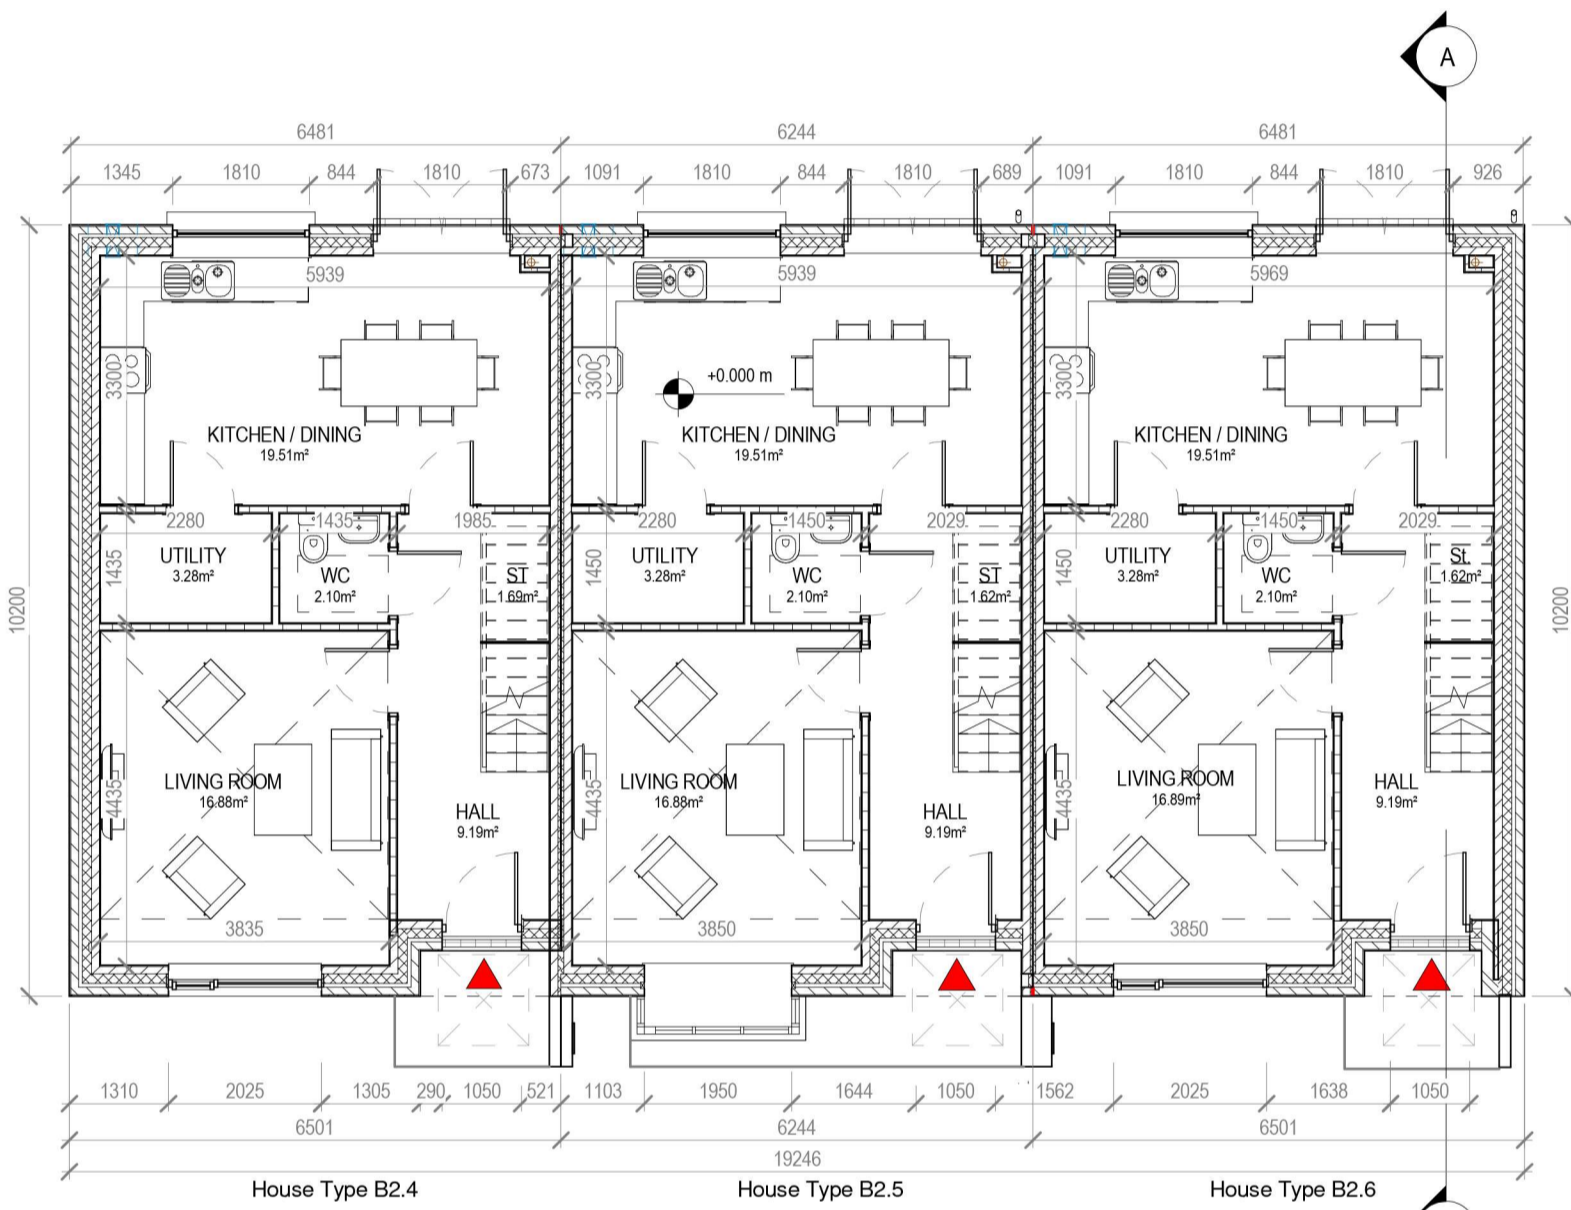 A
6481 6244 6481
1345 1810 844 1810 673 1091 1810 844 1810 689 1091 1810 844 1810 926
5939 5939 5969
3300 3300 3300
+0.000 m
KITCHEN / DINING KITCHEN / DINING KITCHEN / DINING
19.51m² 19.51m² 19.51m²
2280 1435 1985 2280 1450 2029 2280 1450 2029
10200 1435 1450 1450 10200
UTILITY UTILITY UTILITY
3.28m² 3.28m² 3.28m²
WC ST WC ST WC St.
2.10m² 1.69m² 2.10m² 1.62m² 2.10m² 1.62m²
LIVING ROOM LIVING ROOM LIVING ROOM
16.88m² 16.88m² 16.89m²
4435 4435 4435
HALL HALL HALL
9.19m² 9.19m² 9.19m²
3835 3850 3850
1310 2025 1305 290 1050 521 1103 1950 1644 1050 1562 2025 1638 1050
6501 6244 6501
19246
House Type B2.4 House Type B2.5 House Type B2.6